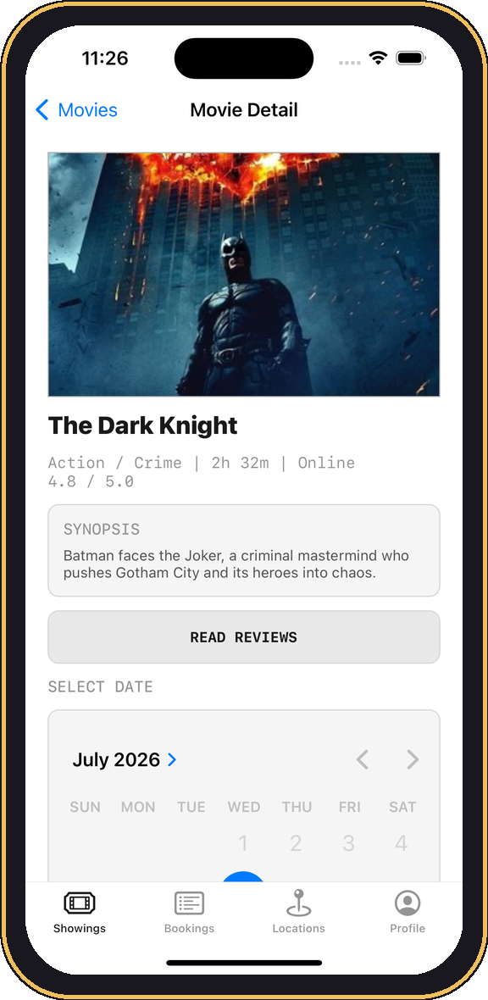 11:26
Movies
Movie Detail
The Dark Knight
Action / Crime | 2h 32m | Online
4.8 / 5.0
SYNOPSIS
Batman faces the Joker, a criminal mastermind who
pushes Gotham City and its heroes into chaos.
READ REVIEWS
SELECT DATE
July 2026
SUN MON TUE WED THU FRI SAT
1 2 3 4
Showings Bookings Locations Profile